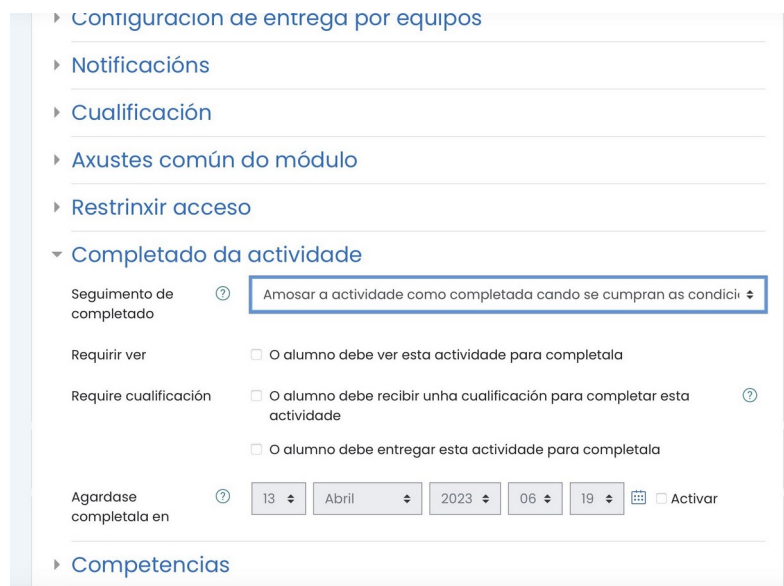 Configuración de entrega por equipos
Notificacións
Cualificación
Axustes común do módulo
Restrinxir acceso
Completado da actividade
Seguimento de
completado
Amosar a actividade como completada cando se cumpran as condici
Requirir ver
O alumno debe ver esta actividade para completala
Require cualificación
O alumno debe recibir unha cualificación para completar esta
actividade
O alumno debe entregar esta actividade para completala
Agardase
completala en
13 Abril 2023 06 19 Activar
Competencias